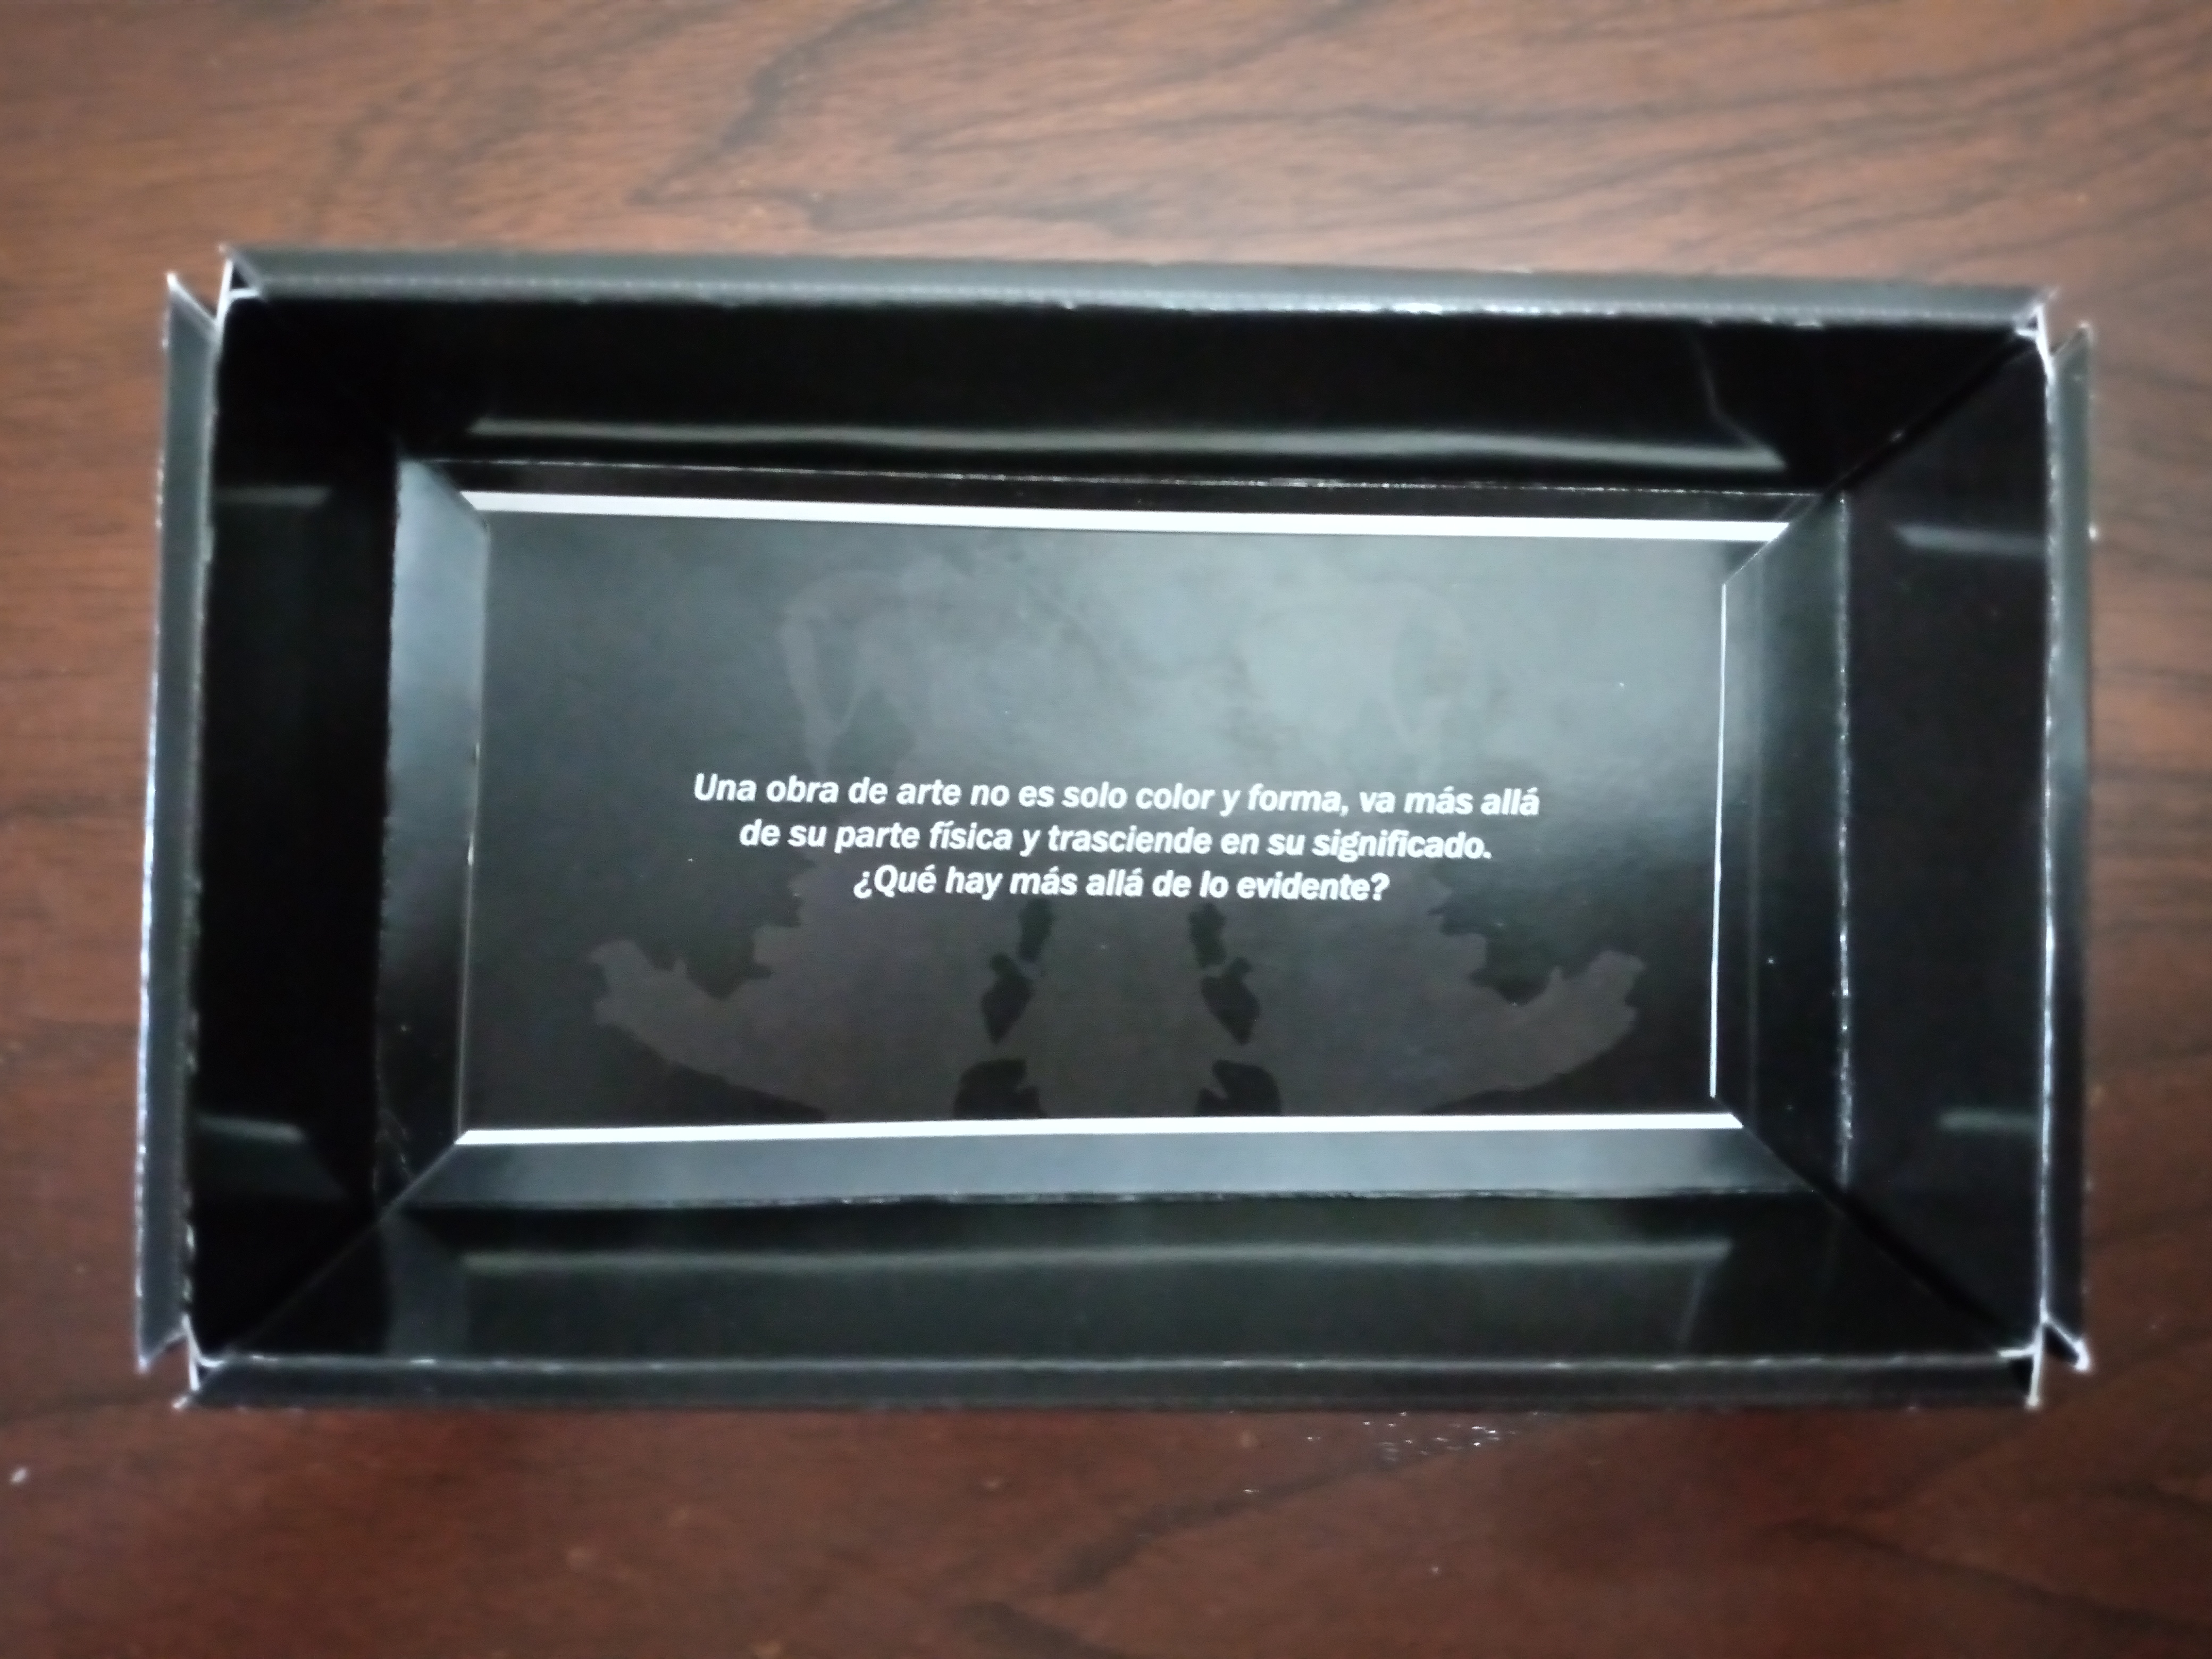 Una obra de arte no es solo color y forma, va más allá
de su parte física y trasciende en su significado.
¿Qué hay más allá de lo evidente?